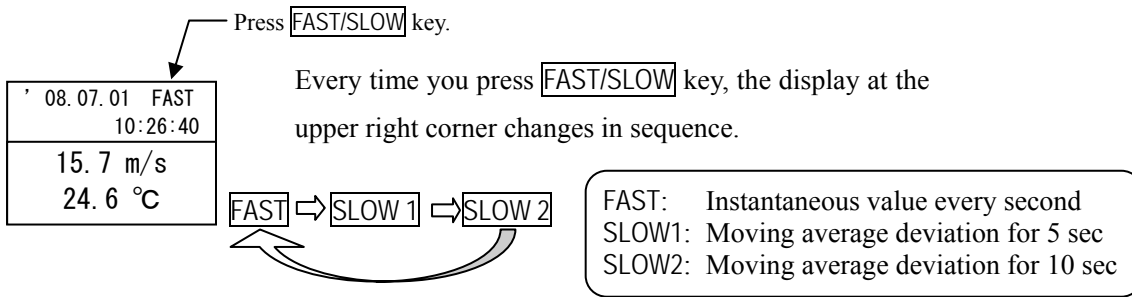 Press FAST/SLOW key.
Every time you press FAST/SLOW key, the display at the
upper right corner changes in sequence.
' 08.07.01 FAST
10:26:40
15.7 m/s
24.6 ℃
FAST ⇨ SLOW 1 ⇨ SLOW 2
FAST: Instantaneous value every second
SLOW1: Moving average deviation for 5 sec
SLOW2: Moving average deviation for 10 sec